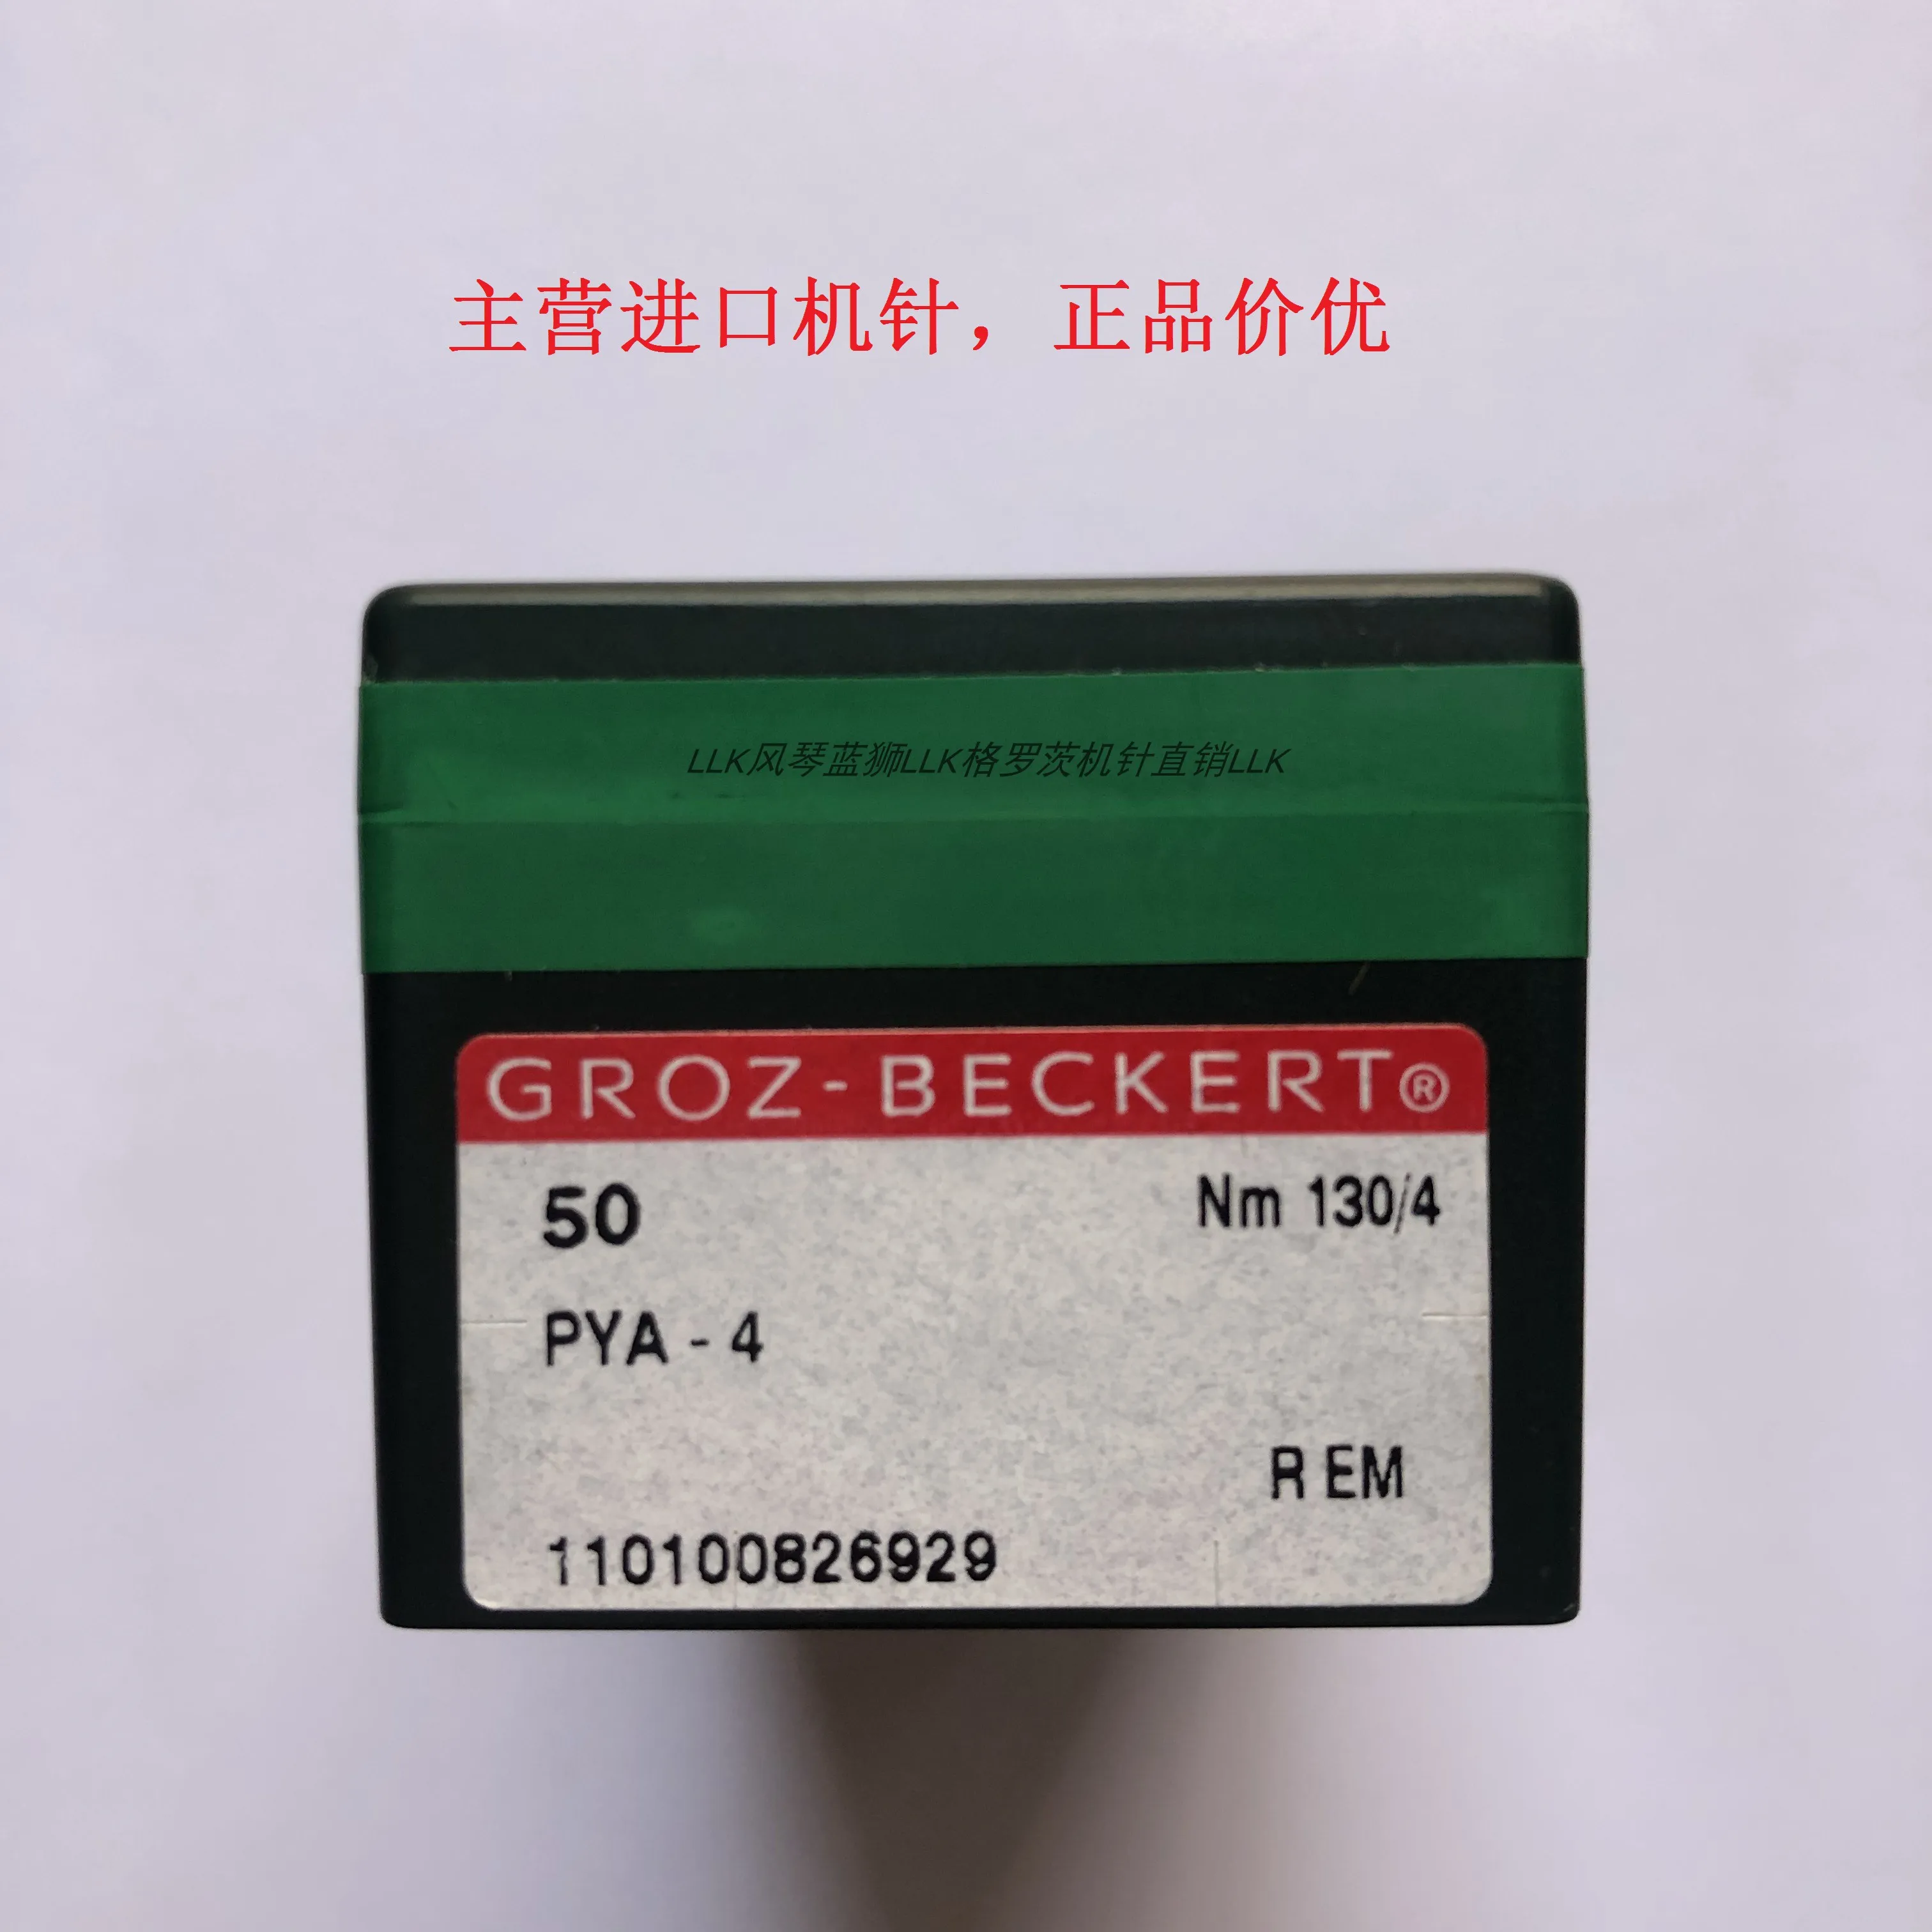 主营进口机针，正品价优
LLK风琴蓝狮LLK格罗茨机针直销LLK
GROZ-BECKERT®
50 Nm 130/4
PYA - 4
R EM
110100826929